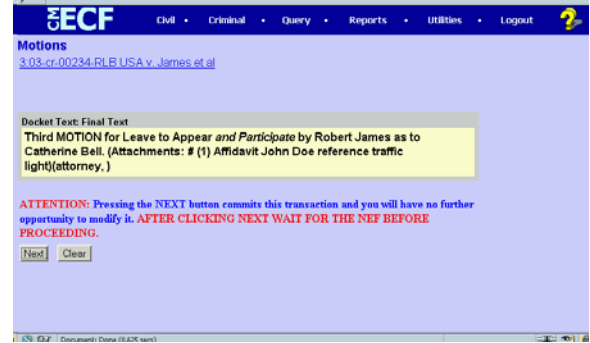 CM ECF Civil • Criminal • Query • Reports • Utilities • Logout ?
Motions
3:03-cr-00234-RLB USA v. James et al
Docket Text: Final Text
Third MOTION for Leave to Appear and Participate by Robert James as to
Catherine Bell. (Attachments: # (1) Affidavit John Doe reference traffic
light)(attorney, )
ATTENTION: Pressing the NEXT button commits this transaction and you will have no further
opportunity to modify it. AFTER CLICKING NEXT WAIT FOR THE NEF BEFORE
PROCEEDING.
Next Clear
Document: Done (0.625 secs)